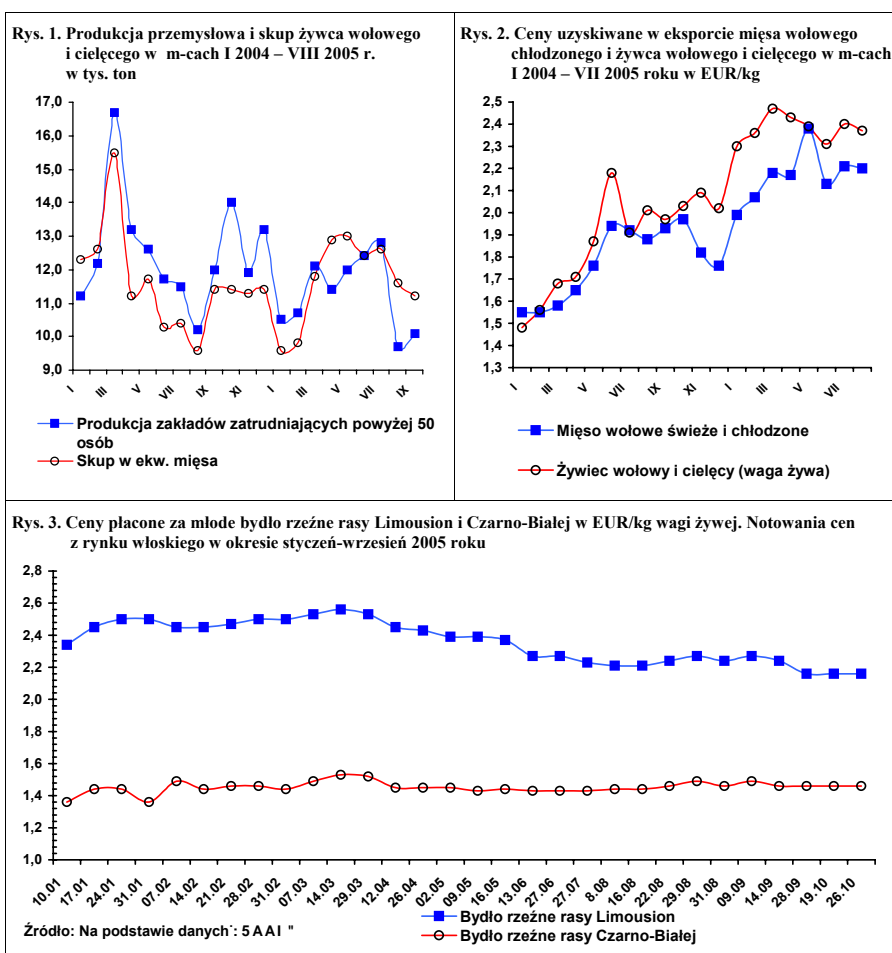 Rys. 1. Produkcja przemysłowa i skup żywca wołowego
i cielęcego w m-cach I 2004 – VIII 2005 r.
w tys. ton
17,0
16,0
15,0
14,0
13,0
12,0
11,0
10,0
9,0
I
III
V
VII
IX
XI
I
III
V
VII
IX
Produkcja zakładów zatrudniających powyżej 50
osób
Skup w ekw. mięsa
Rys. 2. Ceny uzyskiwane w eksporcie mięsa wołowego
chłodzonego i żywca wołowego i cielęcego w m-cach
I 2004 – VII 2005 roku w EUR/kg
2,5
2,4
2,3
2,2
2,1
2,0
1,9
1,8
1,7
1,6
1,5
1,4
1,3
I
III
V
VII
IX
XI
I
III
V
VII
Mięso wołowe świeże i chłodzone
Żywiec wołowy i cielęcy (waga żywa)
Rys. 3. Ceny płacone za młode bydło rzeźne rasy Limousion i Czarno-Białej w EUR/kg wagi żywej. Notowania cen
z rynku włoskiego w okresie styczeń-wrzesień 2005 roku
2,8
2,6
2,4
2,2
2,0
1,8
1,6
1,4
1,2
1,0
10.01
17.01
24.01
31.01
07.02
14.02
21.02
28.02
31.02
07.03
14.03
29.03
12.04
26.04
02.05
09.05
16.05
13.06
27.06
27.07
8.08
16.08
22.08
29.08
31.08
09.09
14.09
28.09
19.10
26.10
Bydło rzeźne rasy Limousion
Bydło rzeźne rasy Czarno-Białej
Źródło: Na podstawie danych¨: 5 A A I "